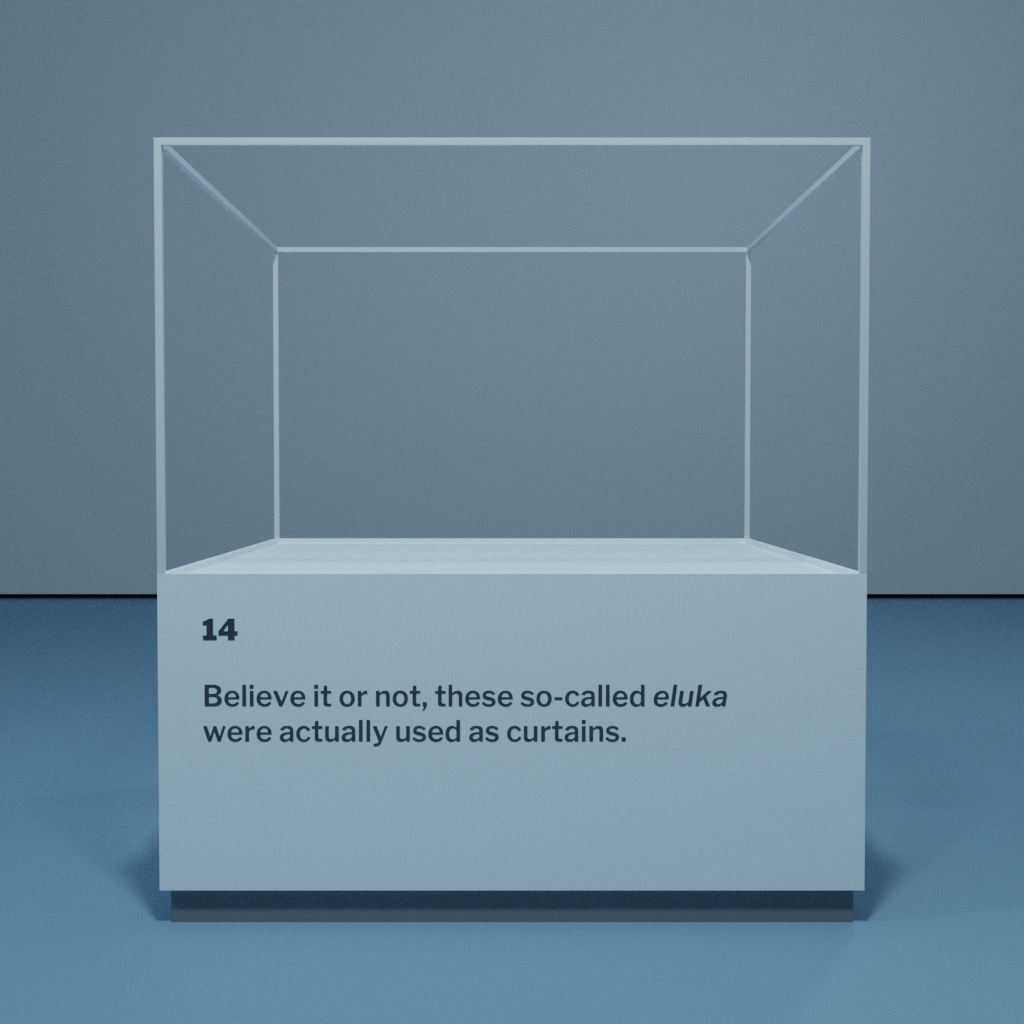 14
Believe it or not, these so-called eluka
were actually used as curtains.